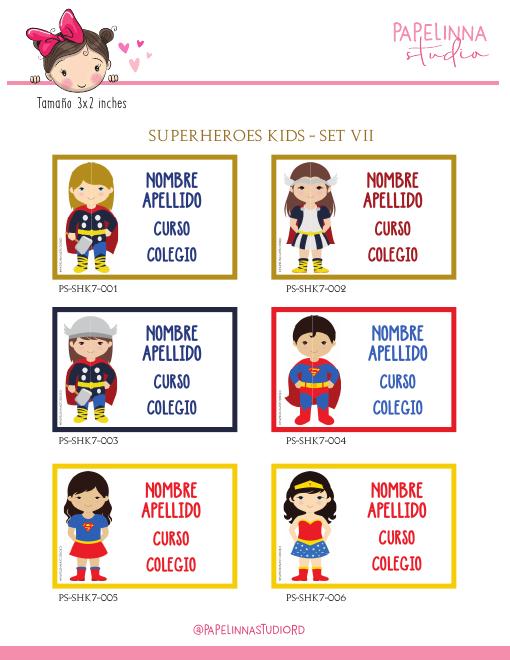 PAPELINNA
studio
Tamaño 3x2 inches
SUPERHEROES KIDS - SET VII
NOMBRE
APELLIDO
CURSO
COLEGIO
PS-SHK7-001
NOMBRE
APELLIDO
CURSO
COLEGIO
PS-SHK7-002
NOMBRE
APELLIDO
CURSO
COLEGIO
PS-SHK7-003
NOMBRE
APELLIDO
CURSO
COLEGIO
PS-SHK7-004
NOMBRE
APELLIDO
CURSO
COLEGIO
PS-SHK7-005
NOMBRE
APELLIDO
CURSO
COLEGIO
PS-SHK7-006
@PAPELINNASTUDIORD